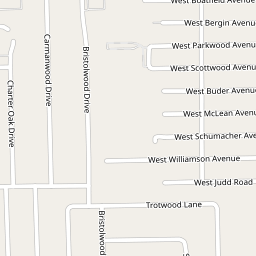 West Boatfield Avenue
West Bergin Avenue
West Parkwood Avenue
West Scottwood Avenue
West Buder Avenue
West McLean Avenue
West Schumacher Avenue
West Williamson Avenue
West Judd Road
Trotwood Lane
Carmanwood Drive
Bristolwood Drive
Charter Oak Drive
Bristolwood